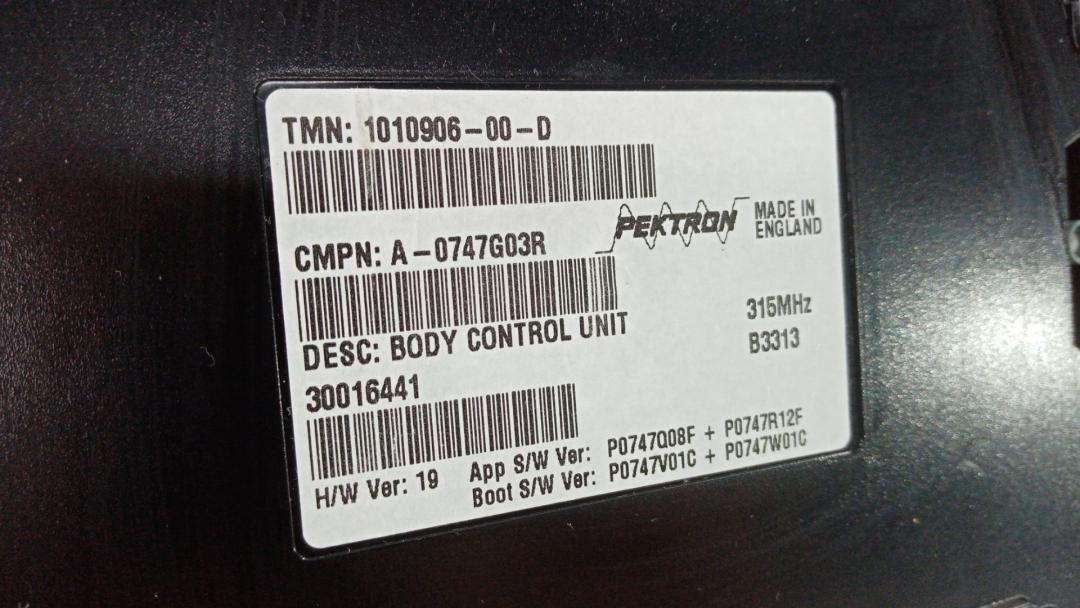 TMN: 1010906-00-D
PEKTRON
MADE IN
ENGLAND
CMPN: A-0747G03R
315MHz
DESC: BODY CONTROL UNIT
B3313
30016441
H/W Ver: 19 App S/W Ver: P0747Q08F + P0747R12F
Boot S/W Ver: P0747V01C + P0747W01C